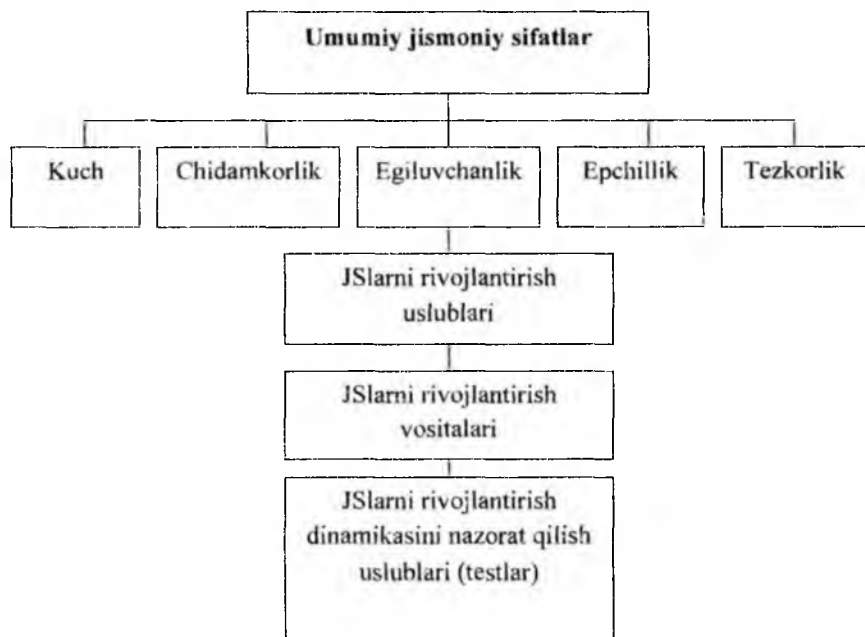 Umumiy jismoniy sifatlar
Kuch
Chidamkorlik
Egiluvchanlik
Epchillik
Tezkorlik
JSlarni rivojlantirish
uslublari
JSlarni rivojlantirish
vositalari
JSlarni rivojlantirish
dinamikasini nazorat qilish
uslublari (testlar)